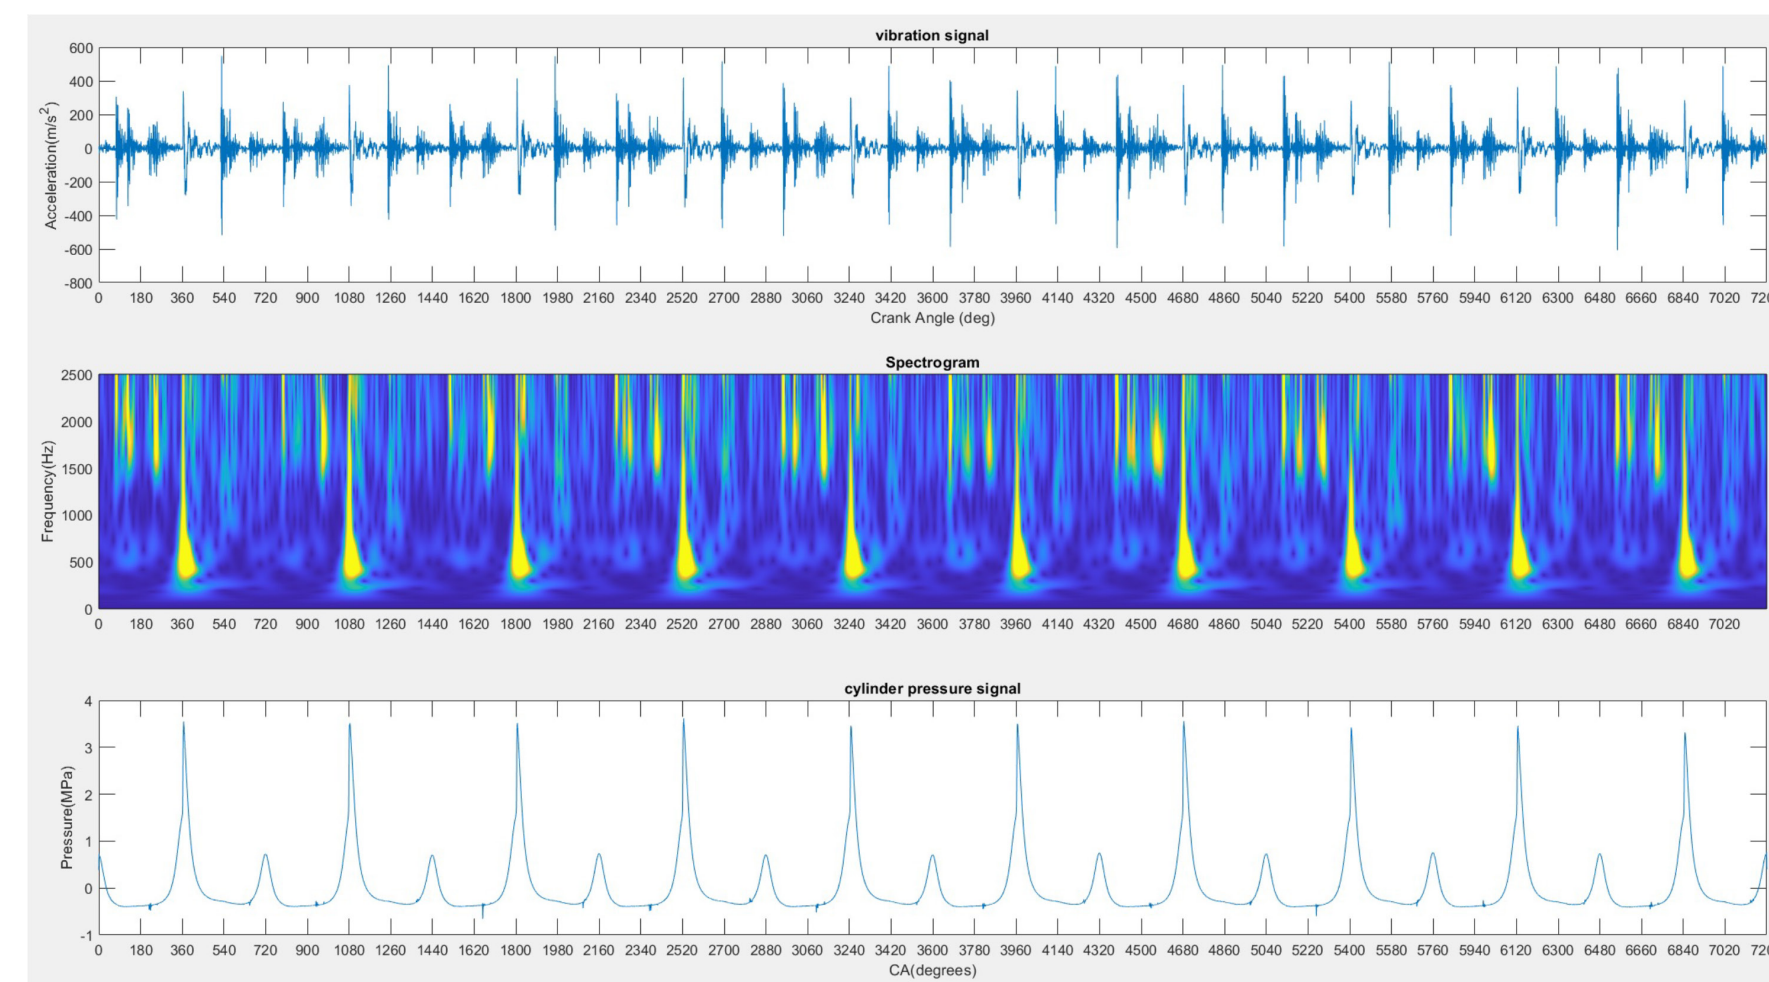 vibration signal
600
400
200
0
-200
-400
-600
-800
Acceleration(m/s²)
0 180 360 540 720 900 1080 1260 1440 1620 1800 1980 2160 2340 2520 2700 2880 3060 3240 3420 3600 3780 3960 4140 4320 4500 4680 4860 5040 5220 5400 5580 5760 5940 6120 6300 6480 6660 6840 7020 720
Crank Angle (deg)
Spectrogram
2500
2000
1500
1000
500
0
Frequency(Hz)
0 180 360 540 720 900 1080 1260 1440 1620 1800 1980 2160 2340 2520 2700 2880 3060 3240 3420 3600 3780 3960 4140 4320 4500 4680 4860 5040 5220 5400 5580 5760 5940 6120 6300 6480 6660 6840 7020
cylinder pressure signal
4
3
2
1
0
-1
Pressure(MPa)
0 180 360 540 720 900 1080 1260 1440 1620 1800 1980 2160 2340 2520 2700 2880 3060 3240 3420 3600 3780 3960 4140 4320 4500 4680 4860 5040 5220 5400 5580 5760 5940 6120 6300 6480 6660 6840 7020 720
CA(degrees)